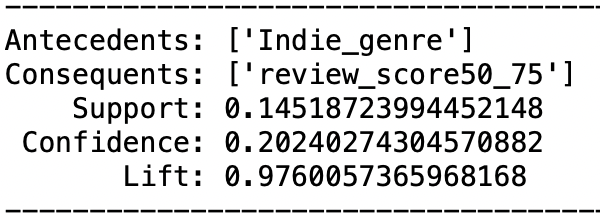 ------------------------------------
Antecedents: ['Indie_genre']
Consequents: ['review_score50_75']
Support: 0.14518723994452148
Confidence: 0.20240274304570882
Lift: 0.9760057365968168
------------------------------------